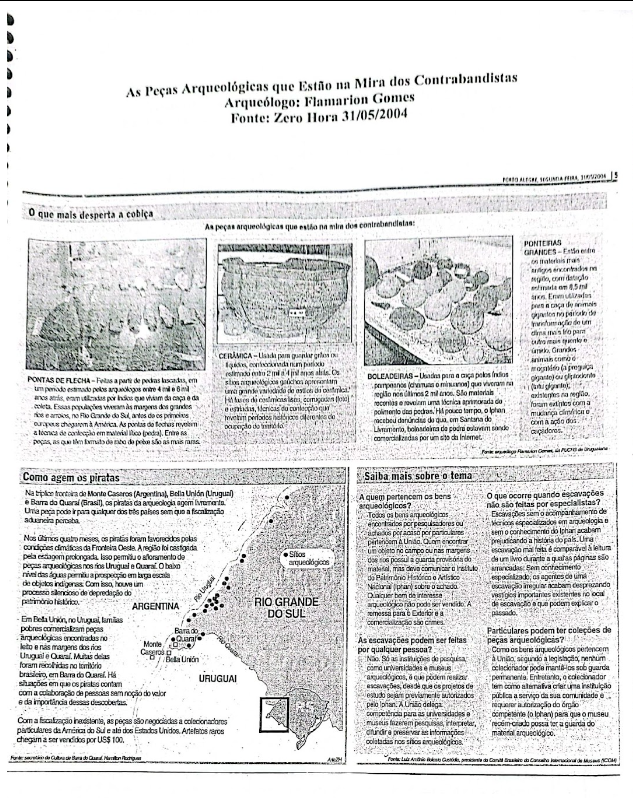 As Peças Arqueológicas que Estão na Mira dos Contrabandistas
Arqueólogo: Flamarion Gomes
Fonte: Zero Hora 31/05/2004
PORTO ALEGRE, SEGUNDA-FEIRA, 31/05/2004 | 5
O que mais desperta a cobiça
As peças arqueológicas que estão na mira dos contrabandistas:
PONTAS DE FLECHA – Feitas a partir de pedras lascadas, em
um período estimado pelos arqueólogos entre 4 mil e 6 mil
anos atrás, eram utilizadas por índios que viviam da caça e da
coleta. Essas populações viviam às margens dos grandes
rios e arroios, no Rio Grande do Sul, antes de os primeiros
europeus chegarem à América. As pontas de flechas revelam
a técnica de confecção em material lítico (pedra). Entre as
peças, as que têm formato de rabo de peixe são as mais raras.
CERÂMICA – Usada para guardar grãos ou
líquidos, confeccionada num período
estimado entre 2 mil e 4 mil anos atrás. Os
sítios arqueológicos gaúchos apresentam
uma grande variedade de estilos de cerâmica.
Há furos de cerâmicas lisos, corrugadas (teto)
e estriadas, técnicas de confecção que
revelam períodos históricos diferentes de
ocupação do território.
BOLEADEIRAS – Usadas para a caça pelos índios
pampeanos (charruas e minuanos) que viveram na
região nos últimos 2 mil anos. São materiais
recentes e revelam uma técnica aprimorada de
polimento das pedras. Há pouco tempo, o Iphan
recebeu denúncias de que, em Santana do
Livramento, boleadeiras de pedra estavam sendo
comercializadas por um site da Internet.
PONTEIRAS
GRANDES – Estão entre
os materiais mais
antigos encontrados na
região, com datação
estimada em 8,5 mil
anos. Eram utilizadas
para a caça de animais
gigantes no período de
transformação de um
clima mais frio para
outro mais quente e
úmido. Grandes
animais como o
megatério (a preguiça
gigante) ou gliptodonte
(tatu gigante),
existentes na região
foram extintos com a
mudança climática e
com a ação dos
caçadores.
Fonte: arqueólogo Flamarion Gomes, da PUCRS de Uruguaiana
Como agem os piratas
Na tríplice fronteira de Monte Caseros (Argentina), Bella Unión (Uruguai)
e Barra do Quaraí (Brasil), os piratas da arqueologia agem livremente.
Uma peça pode ir para qualquer dos três países sem que a fiscalização
aduaneira perceba.
Nos últimos quatro meses, os piratas foram favorecidos pelas
condições climáticas da Fronteira Oeste. A região foi castigada
pela estiagem prolongada. Isso permitiu o afloramento de
peças arqueológicas nos rios Uruguai e Quaraí. O baixo
nível das águas permitia a prospecção em larga escala
de objetos indígenas. Com isso, houve um
processo silencioso de depredação do
patrimônio histórico.
Em Bella Unión, no Uruguai, famílias
pobres comercializam peças
arqueológicas encontradas no
leito e nas margens dos rios
Uruguai e Quaraí. Muitas delas
foram recolhidas no território
brasileiro, em Barra do Quaraí. Há
situações em que os piratas contam
com a colaboração de pessoas sem noção do valor
e da importância dessas descobertas.
Com a fiscalização inexistente, as peças são negociadas a colecionadores
particulares da América do Sul e até dos Estados Unidos. Artefatos raros
chegam a ser vendidos por US$ 100.
Sítios
arqueológicos
Rio Uruguai
ARGENTINA
RIO GRANDE
DO SUL
Barra do
Quaraí
Monte
Caseros
Bella Unión
URUGUAI
Arte ZH
Fonte: secretário da Cultura de Barra do Quaraí, Hamilton Rodrigues
Saiba mais sobre o tema
A quem pertencem os bens
arqueológicos?
Todos os bens arqueológicos
encontrados por pesquisadores ou
achados por acaso por particulares
pertencem à União. Quem encontrar
um objeto no campo ou nas margens
dos rios possui a guarda provisória do
material, mas deve comunicar o Instituto
do Patrimônio Histórico e Artístico
Nacional (Iphan) sobre o achado.
Qualquer bem de interesse
arqueológico não pode ser vendido. A
remessa para o Exterior e a
comercialização são crimes.
As escavações podem ser feitas
por qualquer pessoa?
Não. Só as instituições de pesquisa,
como universidades e museus
arqueológicos, é que podem realizar
escavações, desde que os projetos de
estudo sejam previamente autorizados
pelo Iphan. A União delega
competência para as universidades e
museus fazerem pesquisas, interpretar,
difundir e preservar as informações
coletadas nos sítios arqueológicos.
O que ocorre quando escavações
não são feitas por especialistas?
Escavações sem o acompanhamento de
técnicos especializados em arqueologia e
sem o conhecimento do Iphan acabam
prejudicando a história do país. Uma
escavação mal feita é comparável à leitura
de um livro durante a qual as páginas são
arrancadas. Sem conhecimento
especializado, os agentes de uma
escavação irregular acabam desprezando
vestígios importantes existentes no local
de escavação e que podem explicar o
passado.
Particulares podem ter coleções de
peças arqueológicas?
Como os bens arqueológicos pertencem
à União, segundo a legislação, nenhum
colecionador pode mantê-los sob guarda
permanente. Entretanto, o colecionador
tem como alternativa criar uma instituição
pública a serviço da sua comunidade e
requerer autorização do órgão
competente (o Iphan) para que o museu
recém-criado possa ter a guarda do
material arqueológico.
Fonte: Luiz Antônio Bolcato Custódio, presidente do Comitê Brasileiro do Conselho Internacional de Museus (ICOM)